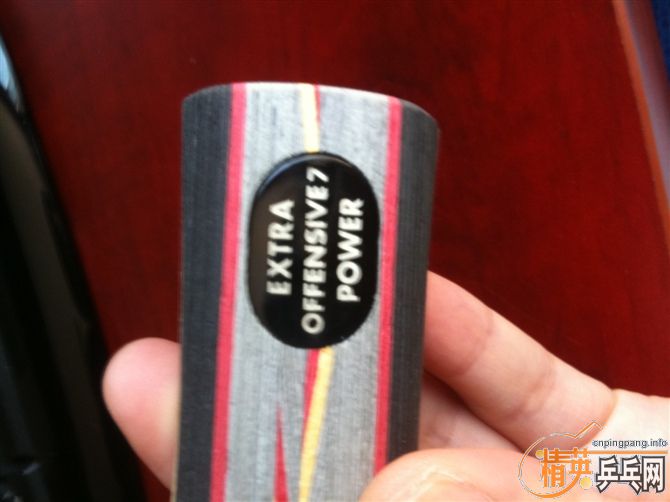 EXTRA
OFFENSIVE 7
POWER
cnpingpang.info
精英乒乓网